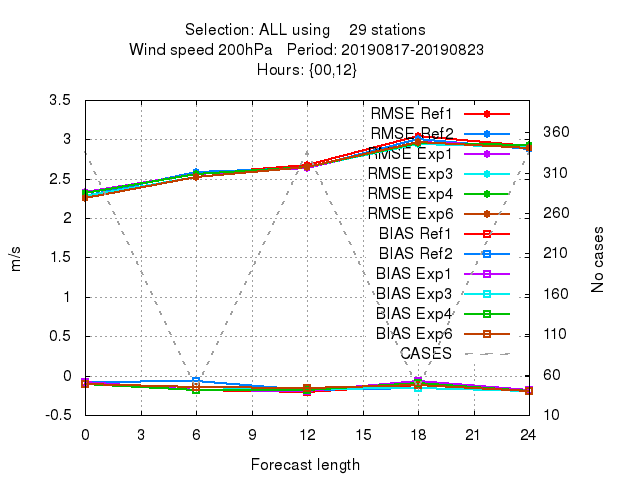 Selection: ALL using 29 stations
Wind speed 200hPa Period: 20190817-20190823
Hours: {00,12}
3.5
3
2.5
2
1.5
1
0.5
0
-0.5
m/s
RMSE Ref1
RMSE Ref2
RMSE Exp1
RMSE Exp3
RMSE Exp4
RMSE Exp6
BIAS Ref1
BIAS Ref2
BIAS Exp1
BIAS Exp3
BIAS Exp4
BIAS Exp6
CASES
360
310
260
210
160
110
60
10
No cases
0 3 6 9 12 15 18 21 24
Forecast length